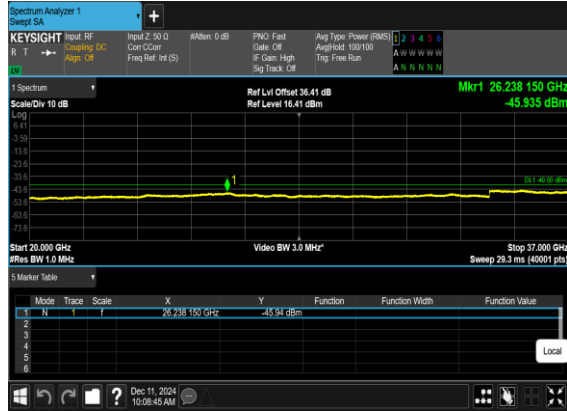 Spectrum Analyzer 1
Swept SA
KEYSIGHT
R T
LV
Input: RF
Coupling: DC
Align: Off
Input Z: 50 Ω
Corr CCorr
Freq Ref: Int (S)
#Atten: 0 dB
PNO: Fast
Gate: Off
IF Gain: High
Sig Track: Off
Avg Type: Power (RMS)
Avg|Hold: 100/100
Trig: Free Run
1 2 3 4 5 6
A W W W W W
A N N N N N
1 Spectrum
Scale/Div 10 dB
Ref Lvl Offset 36.41 dB
Ref Level 16.41 dBm
Mkr1 26.238 150 GHz
-45.935 dBm
Log
6.41
-3.59
-13.6
-23.6
-33.6
-43.6
-53.6
-63.6
-73.6
1
DL1 -40.00 dBm
Start 20.000 GHz
#Res BW 1.0 MHz
Video BW 3.0 MHz*
Stop 37.000 GHz
Sweep 29.3 ms (40001 pts)
5 Marker Table
Mode Trace Scale X Y Function Function Width Function Value
1 N 1 f 26.238 150 GHz -45.94 dBm
2
3
4
5
6
Local
?
Dec 11, 2024
10:08:45 AM